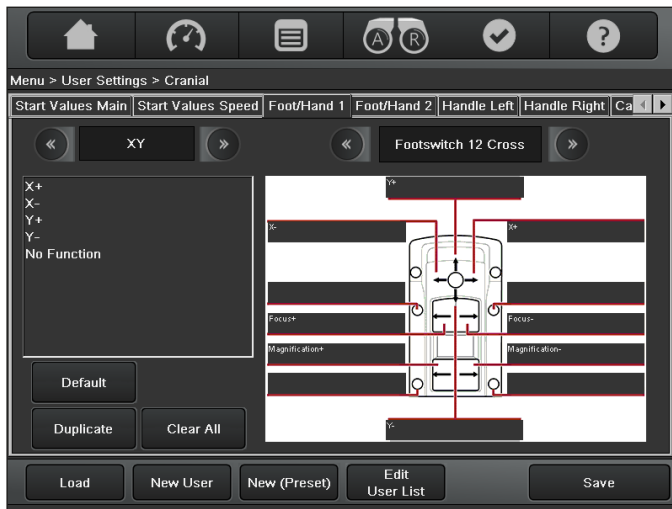 A R ?
Menu > User Settings > Cranial
Start Values Main Start Values Speed Foot/Hand 1 Foot/Hand 2 Handle Left Handle Right Ca
« XY » « Footswitch 12 Cross »
X+
X-
Y+
Y-
No Function
Y+
X- X+
Focus+ Focus-
Magnification+ Magnification-
Y-
Default
Duplicate Clear All
Load New User New (Preset) Edit User List Save